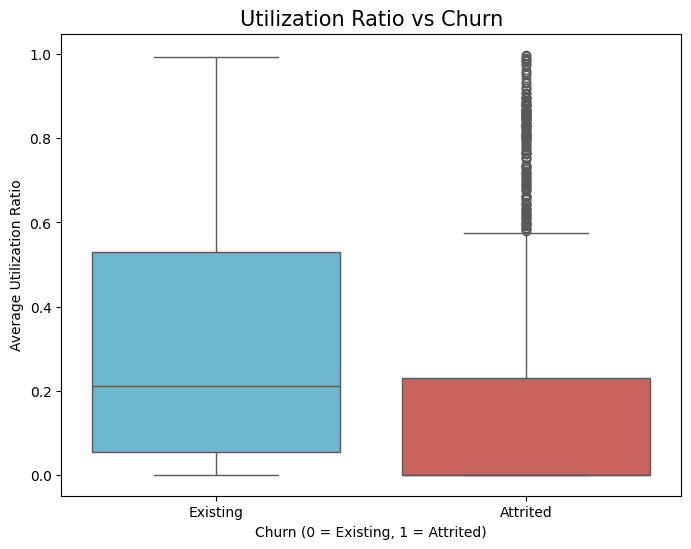 Utilization Ratio vs Churn
1.0
0.8
0.6
0.4
0.2
0.0
Average Utilization Ratio
Existing
Attrited
Churn (0 = Existing, 1 = Attrited)